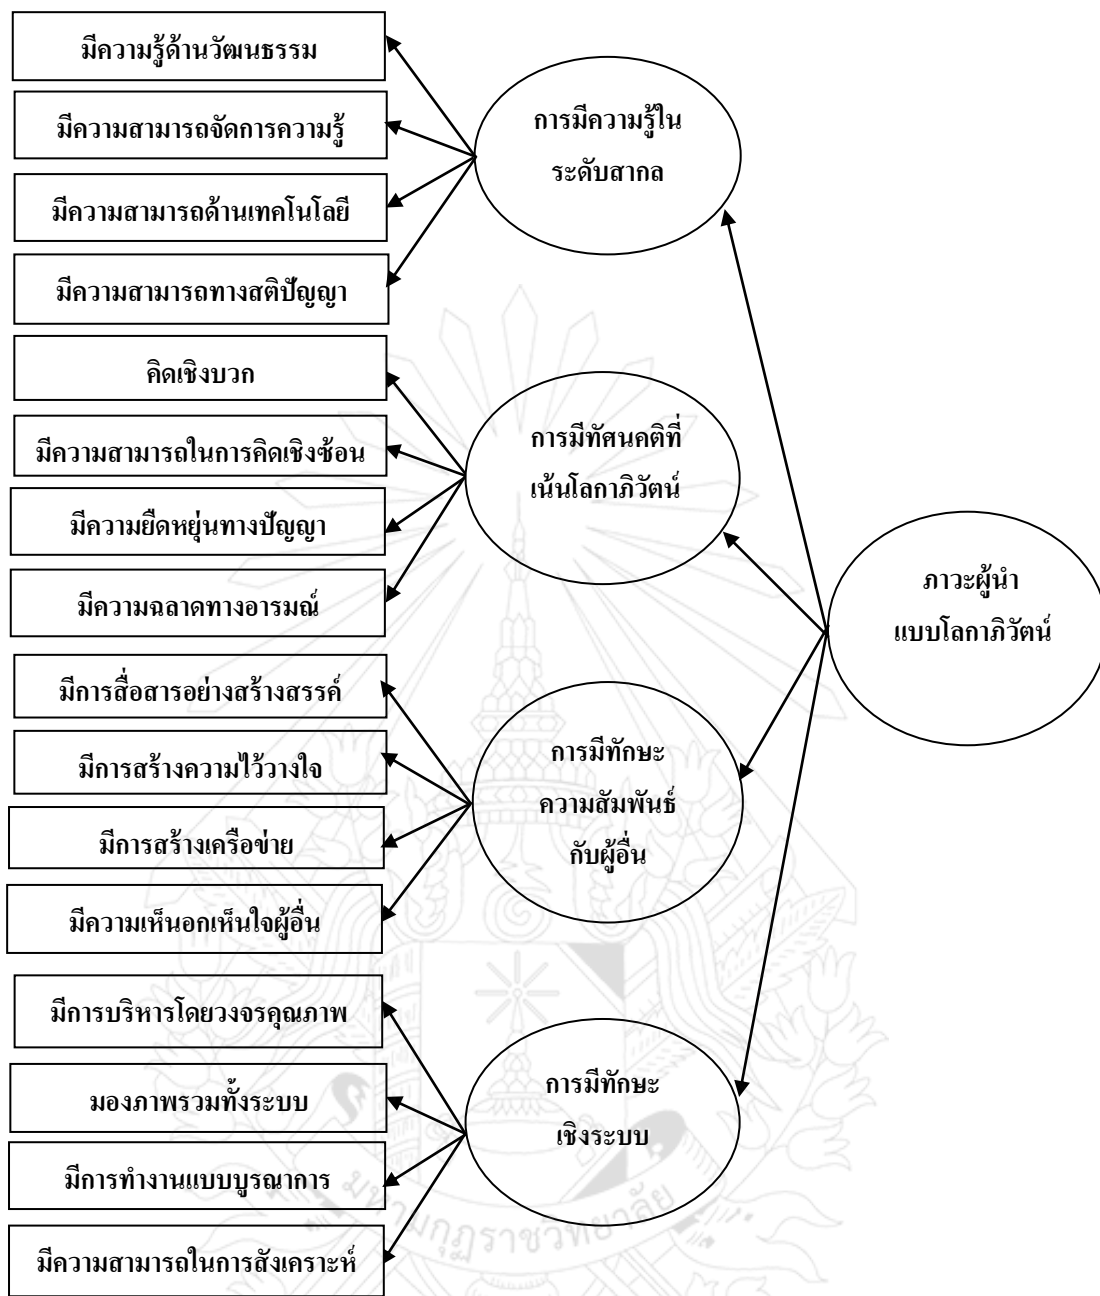 มีความรู้ด้านวัฒนธรรม
มีความสามารถจัดการความรู้
มีความสามารถด้านเทคโนโลยี
มีความสามารถทางสติปัญญา
การมีความรู้ใน
ระดับสากล
คิดเชิงบวก
มีความสามารถในการคิดเชิงซ้อน
มีความยืดหยุ่นทางปัญญา
มีความฉลาดทางอารมณ์
การมีทัศนคติที่
เน้นโลกาภิวัตน์
ภาวะผู้นำ
แบบโลกาภิวัตน์
มีการสื่อสารอย่างสร้างสรรค์
มีการสร้างความไว้วางใจ
มีการสร้างเครือข่าย
มีความเห็นอกเห็นใจผู้อื่น
การมีทักษะ
ความสัมพันธ์
กับผู้อื่น
มีการบริหารโดยวงจรคุณภาพ
มองภาพรวมทั้งระบบ
มีการทำงานแบบบูรณาการ
มีความสามารถในการสังเคราะห์
การมีทักษะ
เชิงระบบ
มหามกุฏราชวิทยาลัย